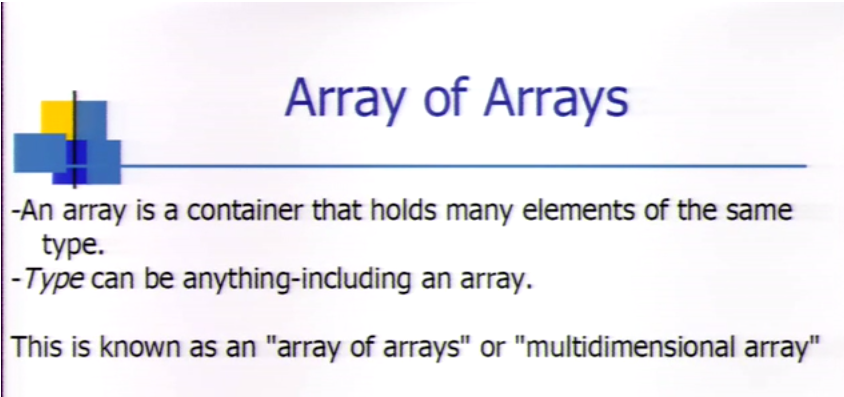 Array of Arrays
-An array is a container that holds many elements of the same
type.
-Type can be anything-including an array.
This is known as an "array of arrays" or "multidimensional array"